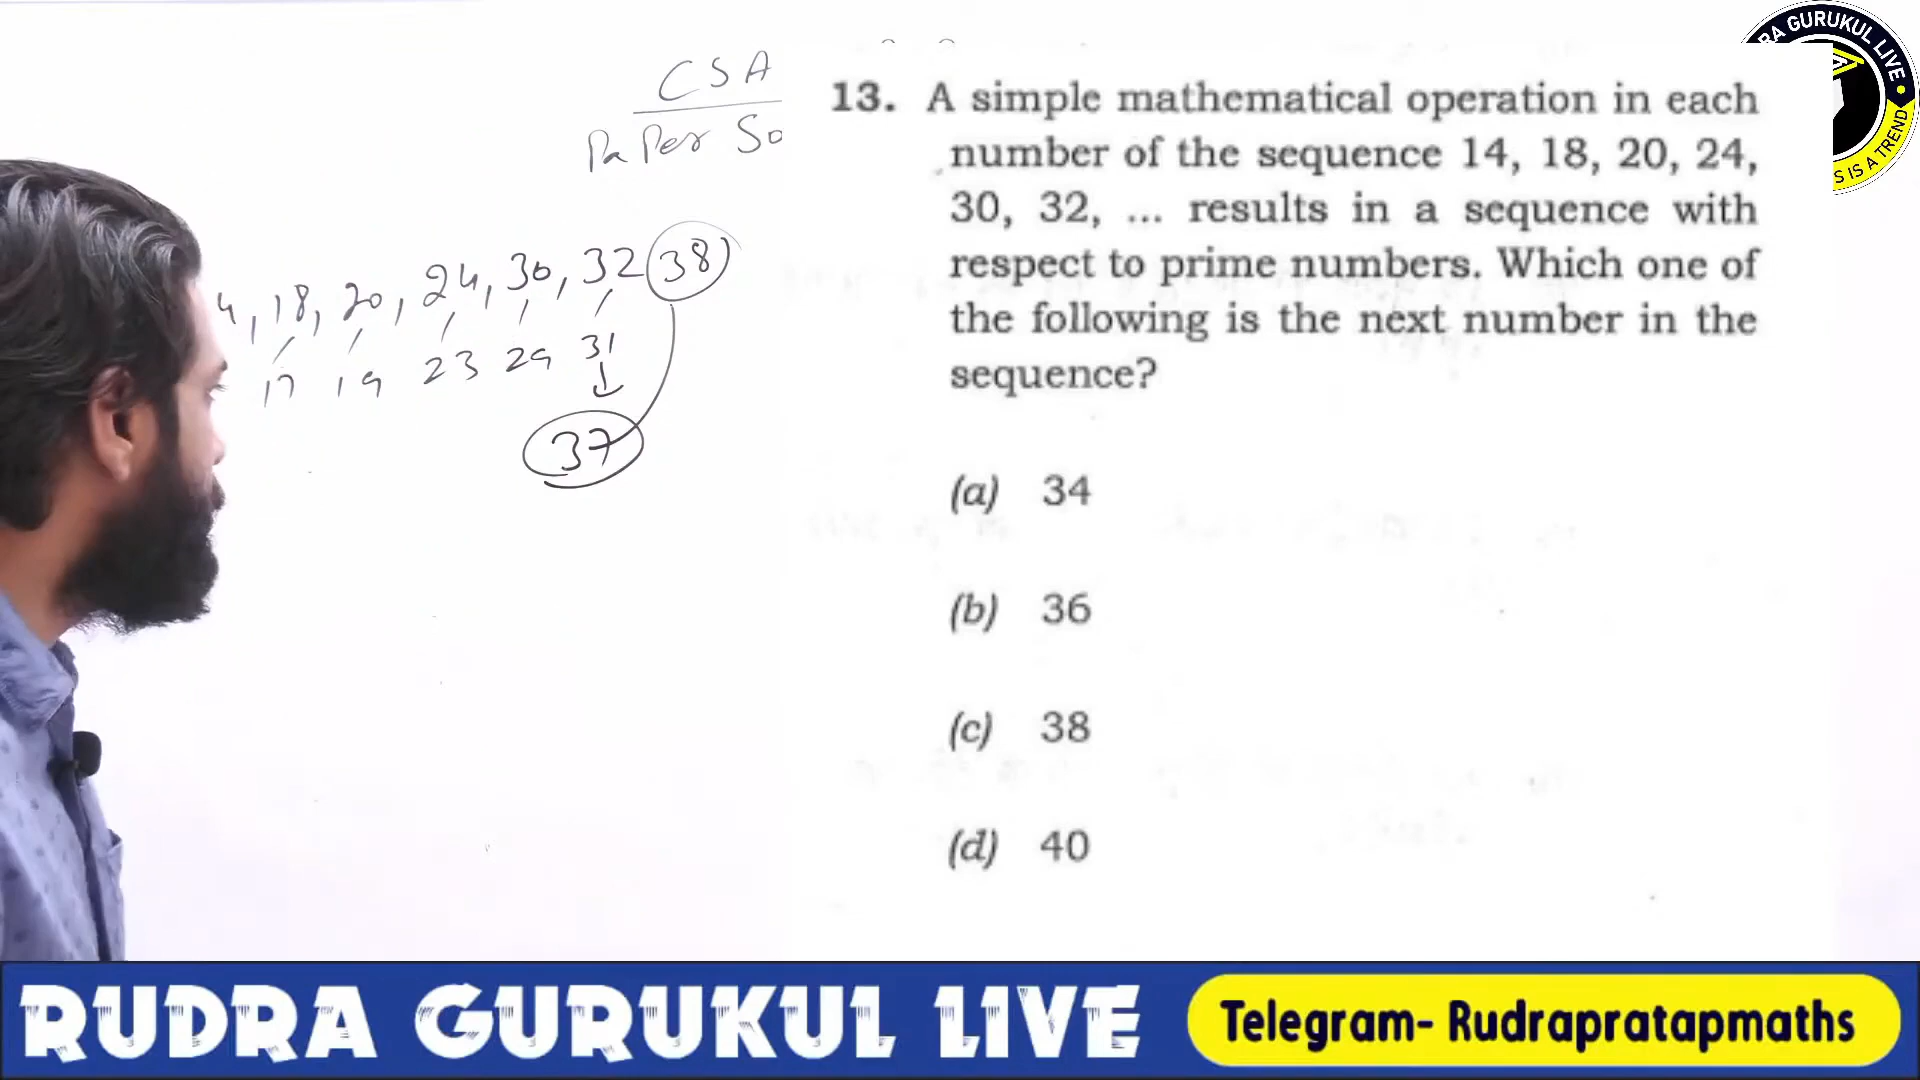 CSA
Paper So
13. A simple mathematical operation in each
number of the sequence 14, 18, 20, 24,
30, 32, ... results in a sequence with
respect to prime numbers. Which one of
the following is the next number in the
sequence?
(a) 34
(b) 36
(c) 38
(d) 40
4, 18, 20, 24, 30, 32 38
17 19 23 29 31
37
RA GURUKUL LIVE
S IS A TREND
RUDRA GURUKUL LIVE
Telegram- Rudrapratapmaths